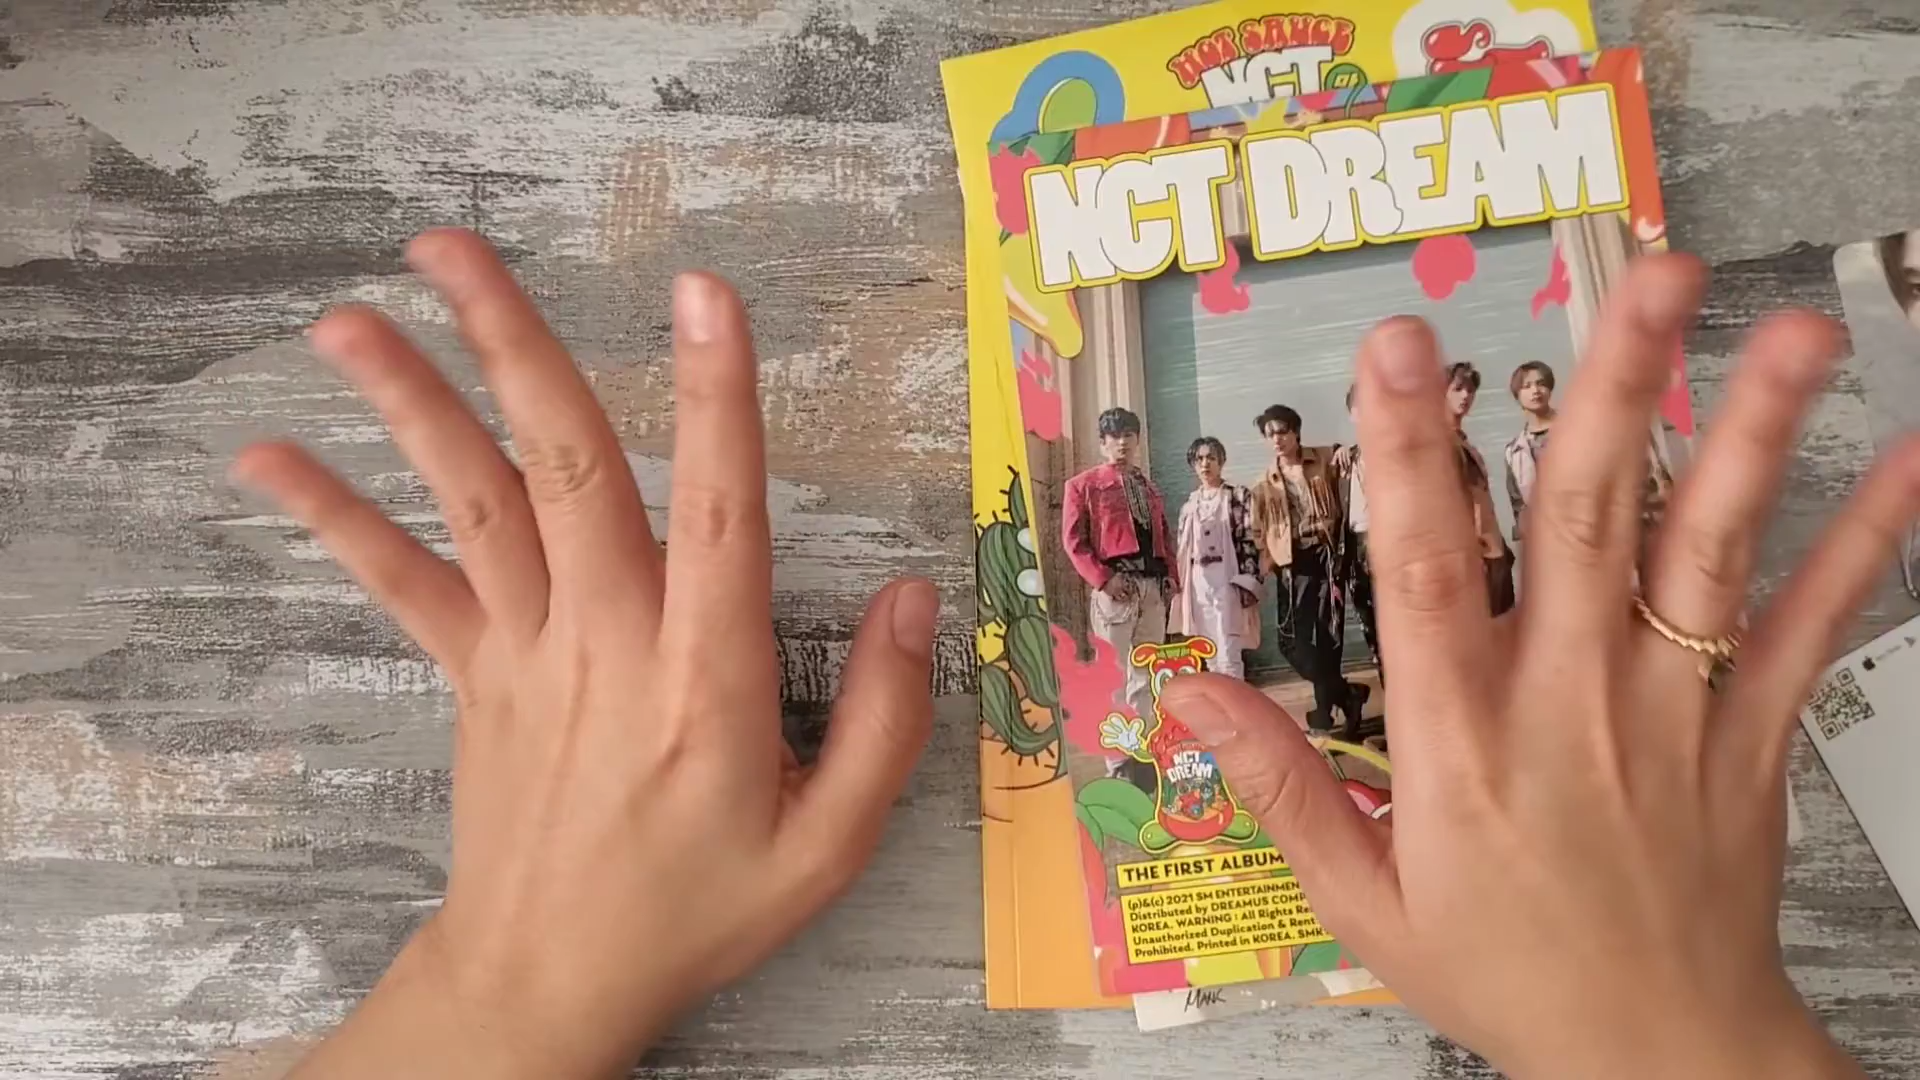 HOT SAUCE
NCT
NCT DREAM
NCT
DREAM
THE FIRST ALBUM
(p)&(c) 2021 SM ENTERTAINMEN
Distributed by DREAMUS COMP
KOREA. WARNING : All Rights Re
Unauthorized Duplication & Rent
Prohibited. Printed in KOREA. SMK
MARK